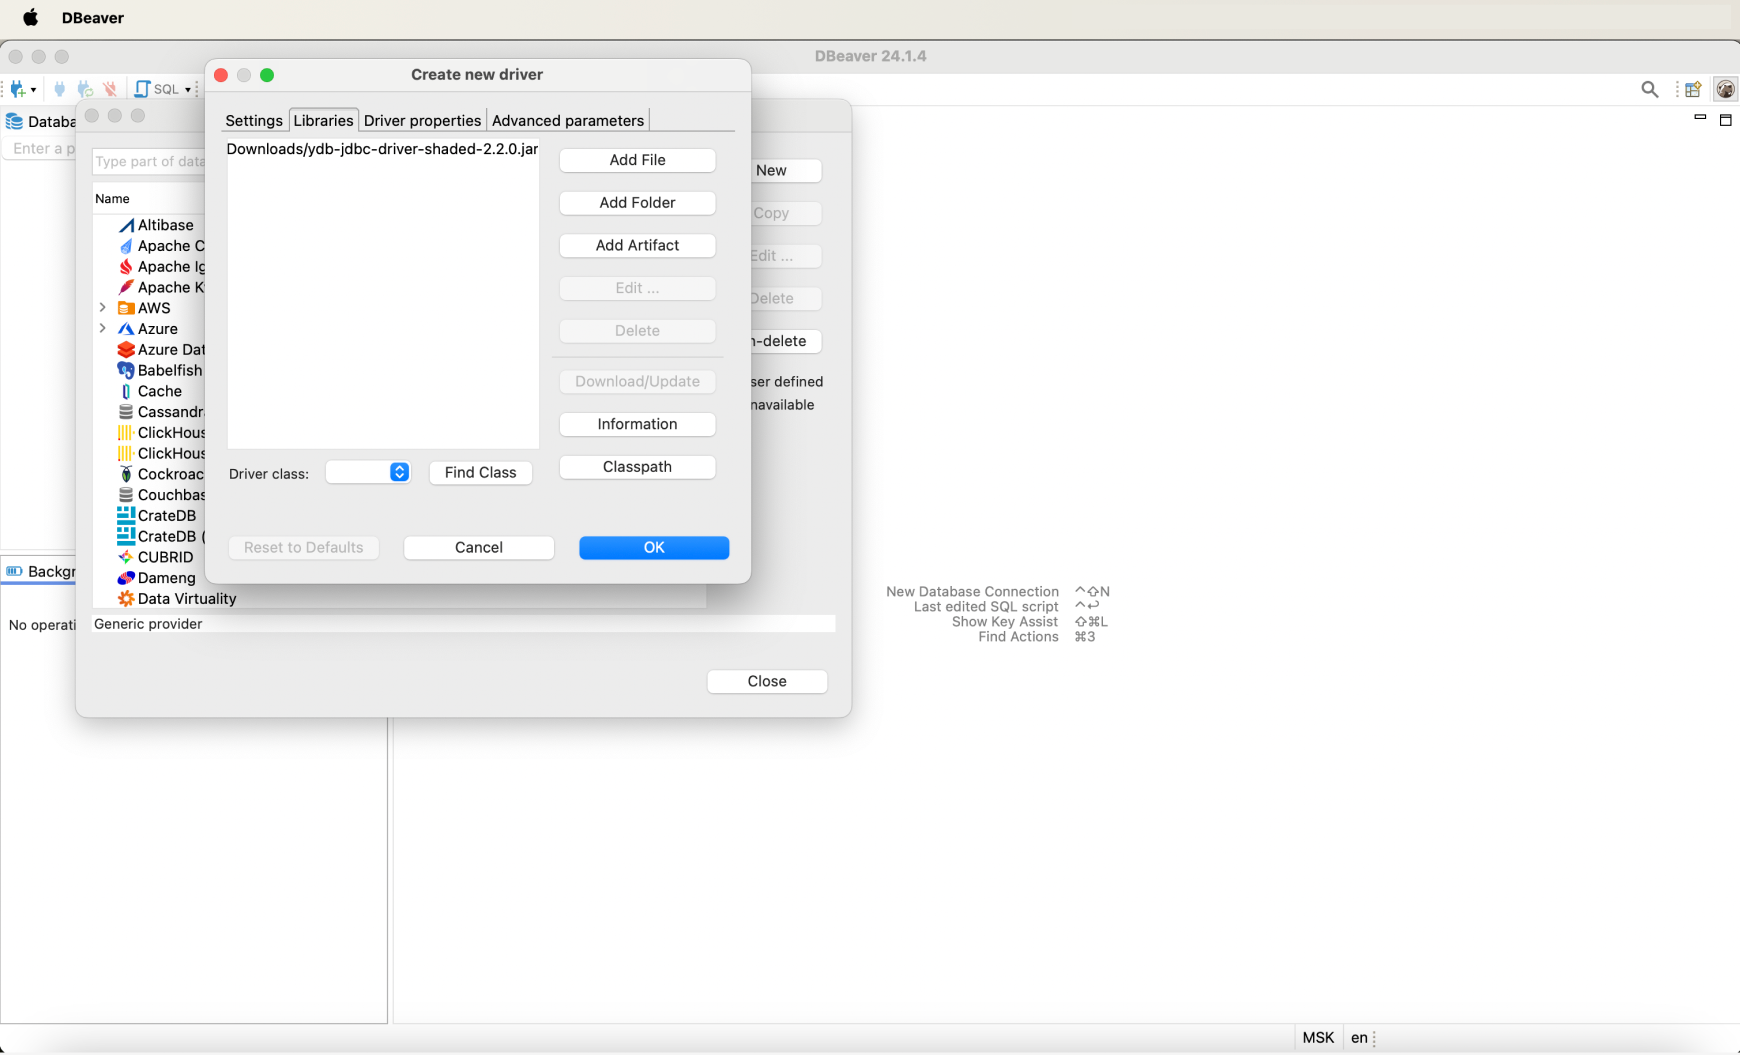 DBeaver
DBeaver 24.1.4
SQL
Create new driver
Settings
Libraries
Driver properties
Advanced parameters
Downloads/ydb-jdbc-driver-shaded-2.2.0.jar
Add File
Add Folder
Add Artifact
Edit ...
Delete
Download/Update
Information
Classpath
Driver class:
Find Class
Reset to Defaults
Cancel
OK
Databa
Enter a p
Type part of data
Name
Altibase
Apache C
Apache Ig
Apache K
AWS
Azure
Azure Dat
Babelfish
Cache
Cassandr
ClickHous
ClickHous
Cockroac
Couchbas
CrateDB
CrateDB (
CUBRID
Dameng
Data Virtuality
Generic provider
New
Copy
Edit ...
Delete
-delete
ser defined
navailable
Close
Backgr
No operati
New Database Connection ⌃⇧N
Last edited SQL script ⌃↩
Show Key Assist ⇧⌘L
Find Actions ⌘3
MSK
en